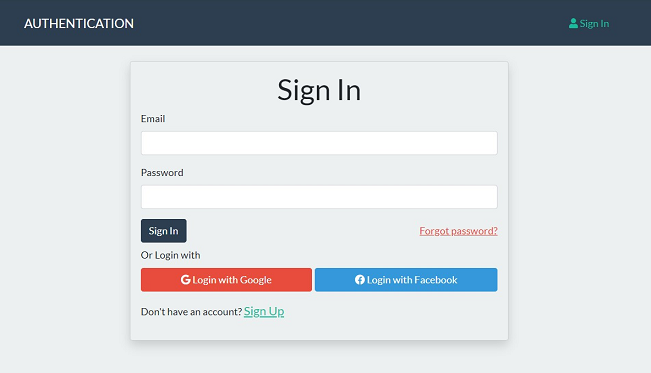 AUTHENTICATION
Sign In
Sign In
Email
Password
Sign In
Forgot password?
Or Login with
Login with Google
Login with Facebook
Don't have an account? Sign Up